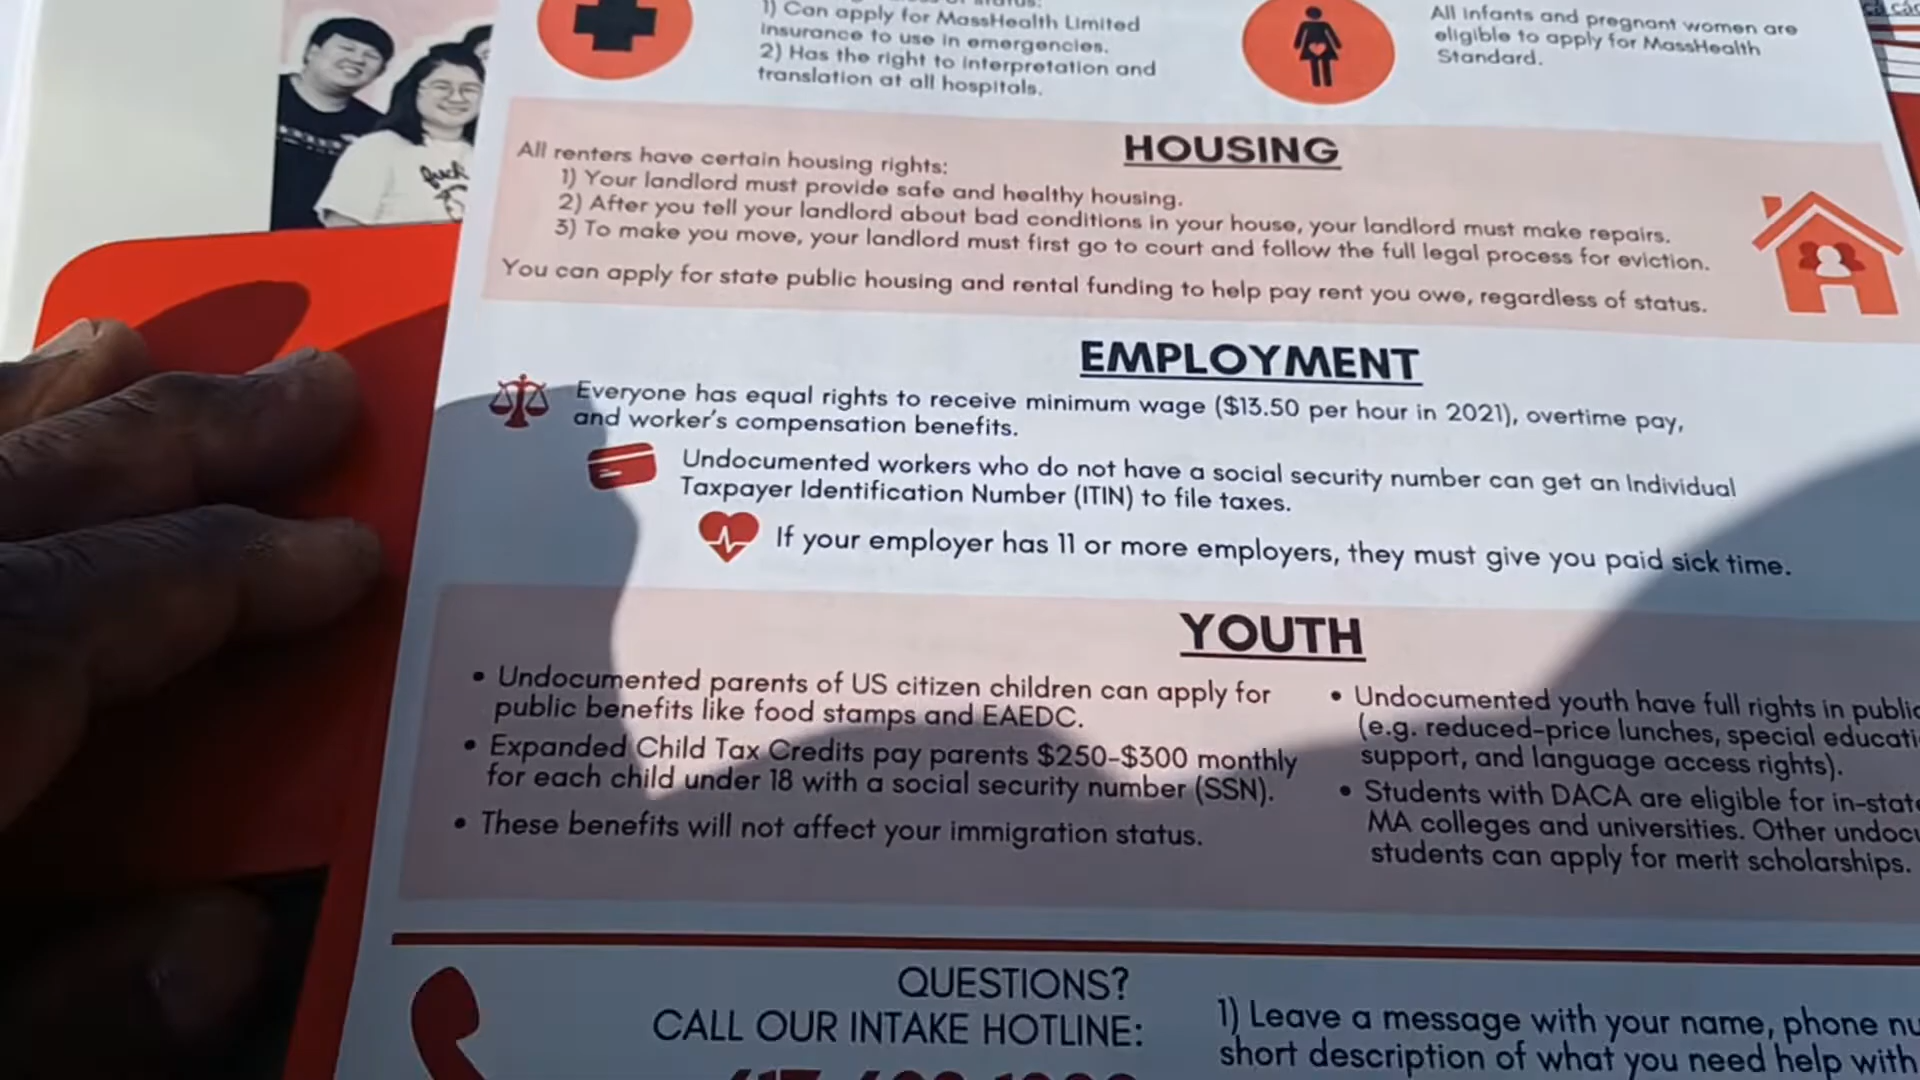 1) Can apply for MassHealth Limited
insurance to use in emergencies.
2) Has the right to interpretation and
translation at all hospitals.
All infants and pregnant women are
eligible to apply for MassHealth
Standard.
HOUSING
All renters have certain housing rights:
1) Your landlord must provide safe and healthy housing.
2) After you tell your landlord about bad conditions in your house, your landlord must make repairs.
3) To make you move, your landlord must first go to court and follow the full legal process for eviction.
You can apply for state public housing and rental funding to help pay rent you owe, regardless of status.
EMPLOYMENT
Everyone has equal rights to receive minimum wage ($13.50 per hour in 2021), overtime pay,
and worker's compensation benefits.
Undocumented workers who do not have a social security number can get an Individual
Taxpayer Identification Number (ITIN) to file taxes.
If your employer has 11 or more employers, they must give you paid sick time.
YOUTH
• Undocumented parents of US citizen children can apply for
public benefits like food stamps and EAEDC.
• Expanded Child Tax Credits pay parents $250-$300 monthly
for each child under 18 with a social security number (SSN).
• These benefits will not affect your immigration status.
• Undocumented youth have full rights in public
(e.g. reduced-price lunches, special educati
support, and language access rights).
• Students with DACA are eligible for in-stat
MA colleges and universities. Other undocu
students can apply for merit scholarships.
QUESTIONS?
CALL OUR INTAKE HOTLINE:
1) Leave a message with your name, phone nu
short description of what you need help with
fuck